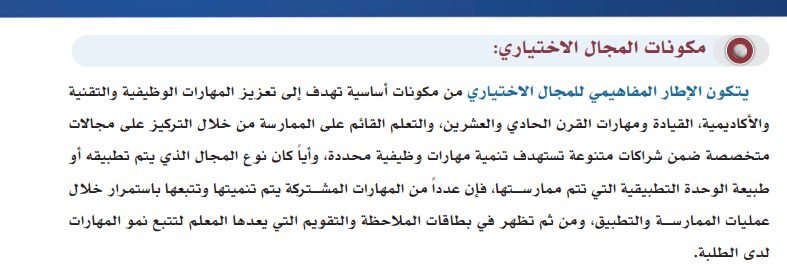 مكونات المجال الاختياري:
يتكون الإطار المفاهيمي للمجال الاختياري من مكونات أساسية تهدف إلى تعزيز المهارات الوظيفية والتقنية
والأكاديمية، القيادة ومهارات القرن الحادي والعشرين، والتعلم القائم على الممارسة من خلال التركيز على مجالات
متخصصة ضمن شراكات متنوعة تستهدف تنمية مهارات وظيفية محددة، وأياً كان نوع المجال الذي يتم تطبيقه أو
طبيعة الوحدة التطبيقية التي تتم ممارستها، فإن عدداً من المهارات المشتركة يتم تنميتها وتتبعها باستمرار خلال
عمليات الممارسة والتطبيق، ومن ثم تظهر في بطاقات الملاحظة والتقويم التي يعدها المعلم لتتبع نمو المهارات
لدى الطلبة.